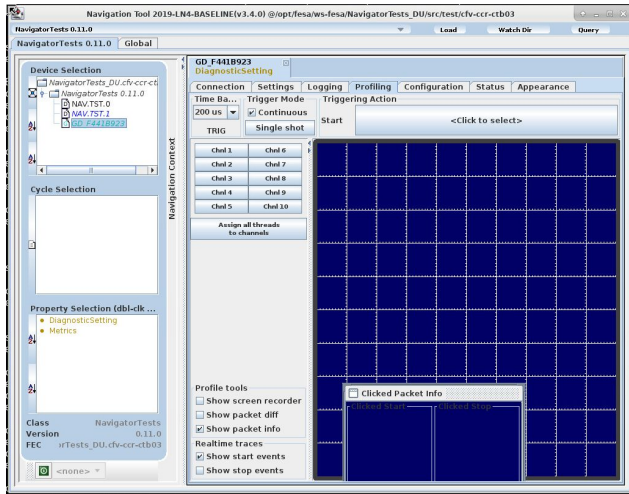 Navigation Tool 2019-LN4-BASELINE(v3.4.0) @/opt/fesa/ws-fesa/NavigatorTests_DU/src/test/cfv-ccr-ctb03
NavigatorTests 0.11.0
Load
Watch Dir
Query
NavigatorTests 0.11.0
Global
Device Selection
NavigatorTests_DU.cfv-ccr-ct
NavigatorTests 0.11.0
NAV.TST.0
NAV.TST.1
GD_F441B923
Cycle Selection
Property Selection (dbl-clk ...
DiagnosticSetting
Metrics
Class NavigatorTests
Version 0.11.0
FEC rTests_DU.cfv-ccr-ctb03
<none>
Navigation Context
GD_F441B923
DiagnosticSetting
Connection Settings Logging Profiling Configuration Status Appearance
Time Ba... Trigger Mode Triggering Action
200 us
Continuous
Start
<Click to select>
TRIG
Single shot
Chnl 1 Chnl 6
Chnl 2 Chnl 7
Chnl 3 Chnl 8
Chnl 4 Chnl 9
Chnl 5 Chnl 10
Assign all threads
to channels
Profile tools
Show screen recorder
Show packet diff
Show packet info
Realtime traces
Show start events
Show stop events
Clicked Packet Info
Clicked Start
Clicked Stop